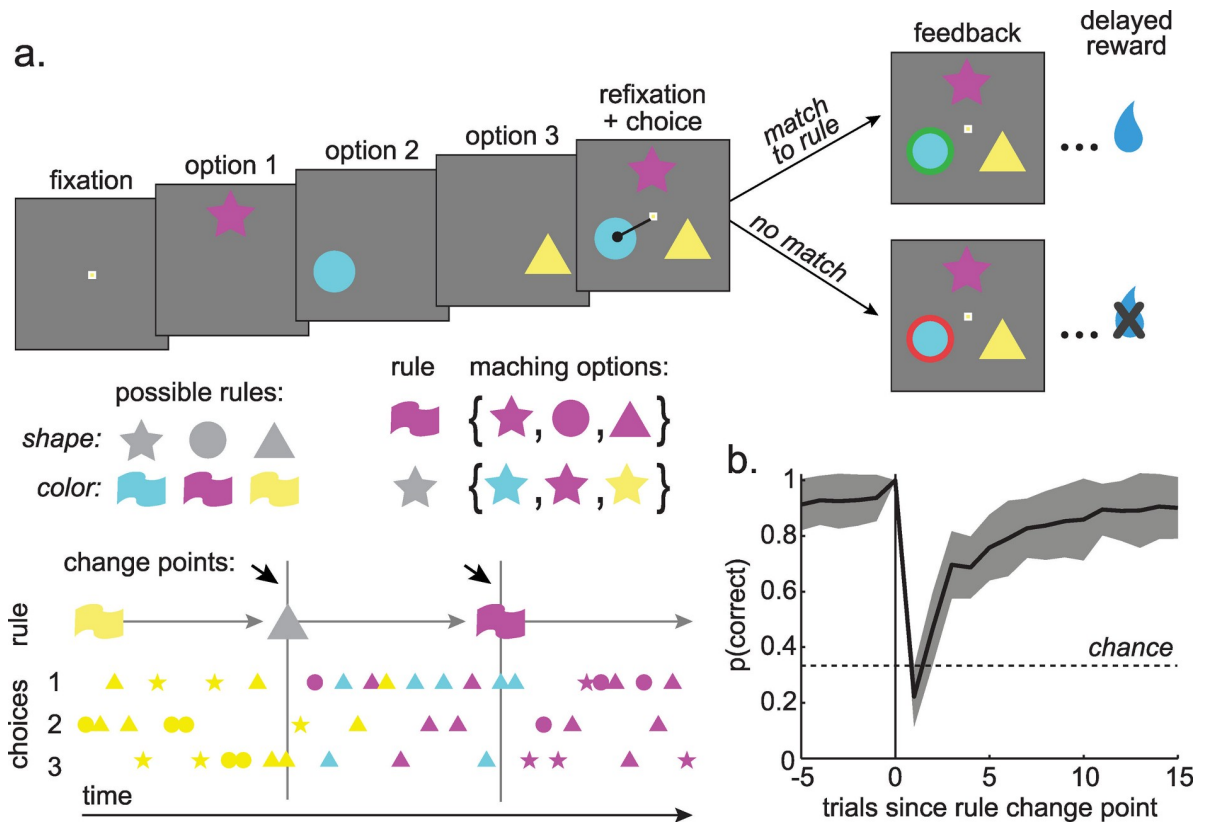 a.
fixation
option 1
option 2
option 3
refixation
+ choice
match
to rule
no match
feedback
delayed
reward
...
...
possible rules:
shape:
color:
rule
maching options:
{ , , }
{ , , }
change points:
rule
choices
1
2
3
time
b.
p(correct)
1
0.8
0.6
0.4
0.2
0
chance
-5
0
5
10
15
trials since rule change point